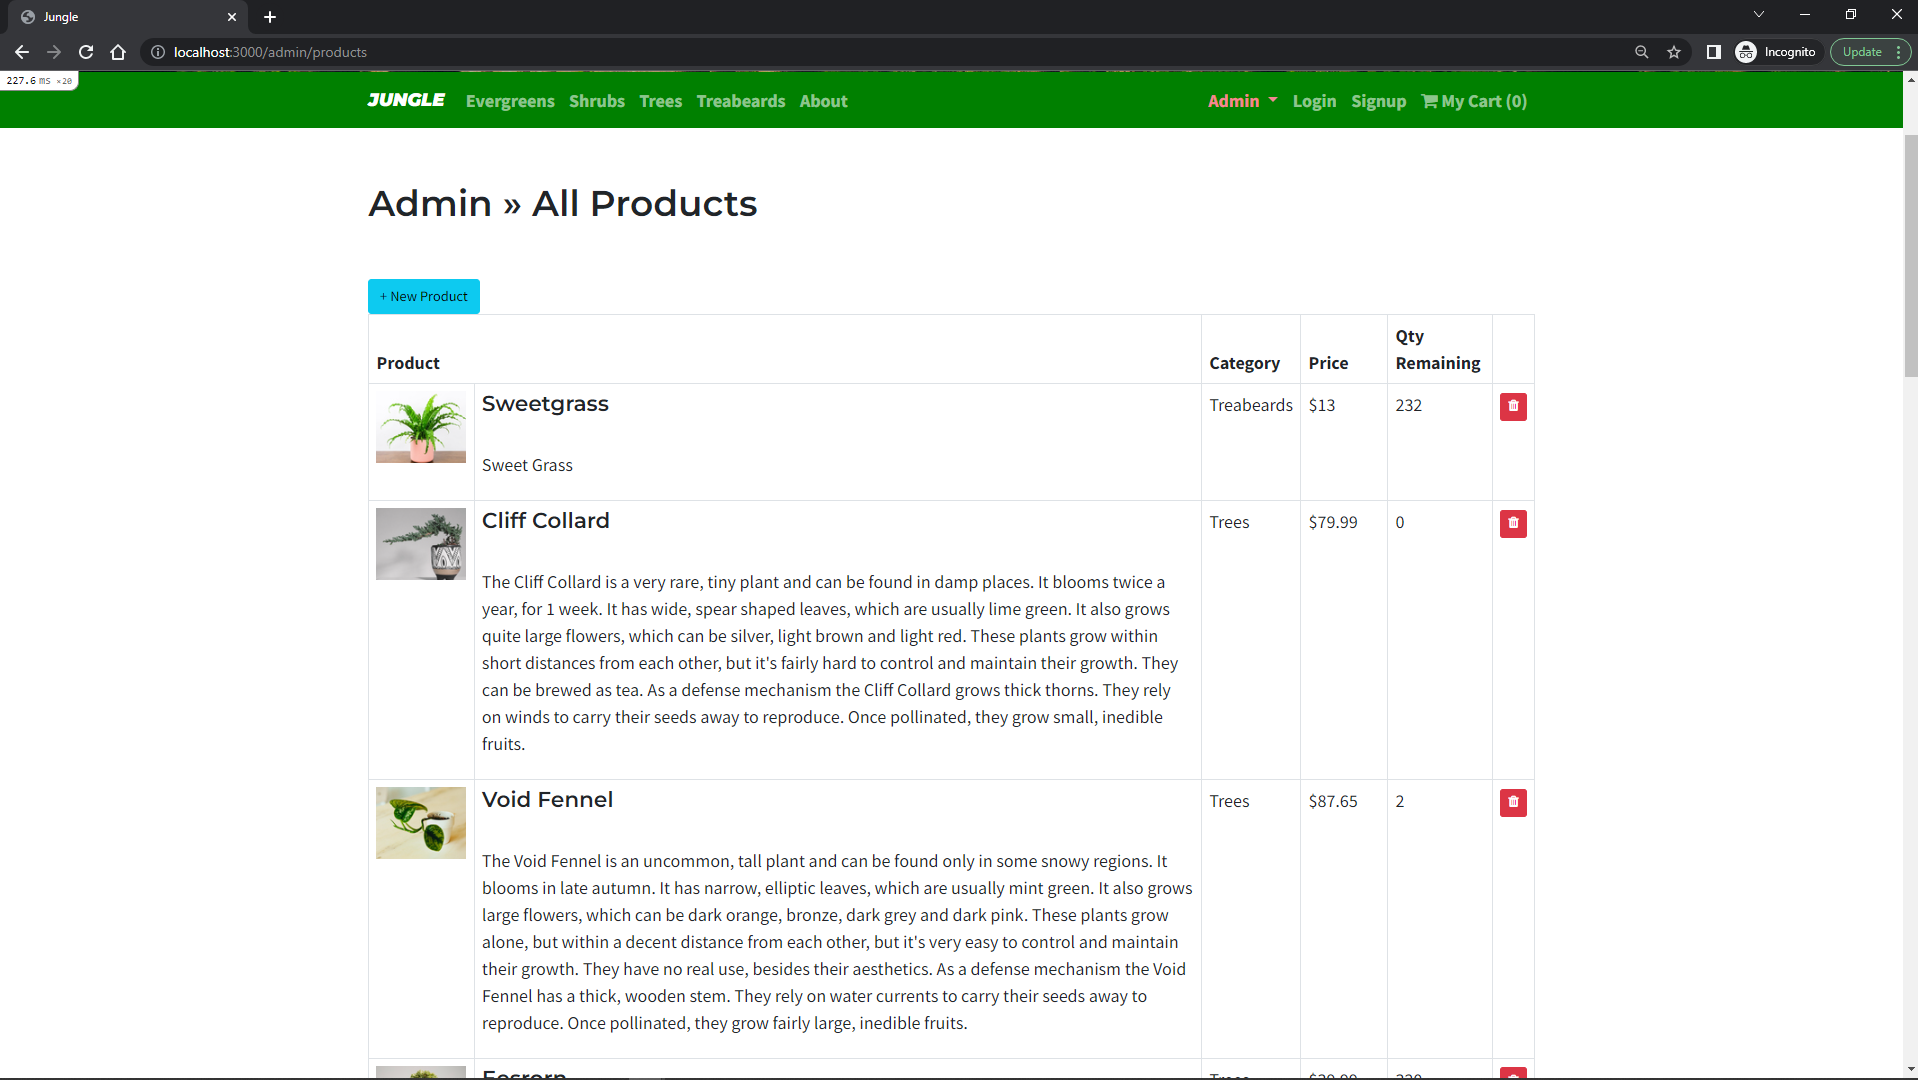 Jungle
localhost:3000/admin/products
Incognito
Update
227.6 ms ×20
JUNGLE Evergreens Shrubs Trees Treabeards About Admin Login Signup My Cart (0)
Admin » All Products
+ New Product
Product Category Price Qty Remaining
Sweetgrass Treabeards $13 232
Sweet Grass
Cliff Collard Trees $79.99 0
The Cliff Collard is a very rare, tiny plant and can be found in damp places. It blooms twice a
year, for 1 week. It has wide, spear shaped leaves, which are usually lime green. It also grows
quite large flowers, which can be silver, light brown and light red. These plants grow within
short distances from each other, but it's fairly hard to control and maintain their growth. They
can be brewed as tea. As a defense mechanism the Cliff Collard grows thick thorns. They rely
on winds to carry their seeds away to reproduce. Once pollinated, they grow small, inedible
fruits.
Void Fennel Trees $87.65 2
The Void Fennel is an uncommon, tall plant and can be found only in some snowy regions. It
blooms in late autumn. It has narrow, elliptic leaves, which are usually mint green. It also grows
large flowers, which can be dark orange, bronze, dark grey and dark pink. These plants grow
alone, but within a decent distance from each other, but it's very easy to control and maintain
their growth. They have no real use, besides their aesthetics. As a defense mechanism the Void
Fennel has a thick, wooden stem. They rely on water currents to carry their seeds away to
reproduce. Once pollinated, they grow fairly large, inedible fruits.
Trees